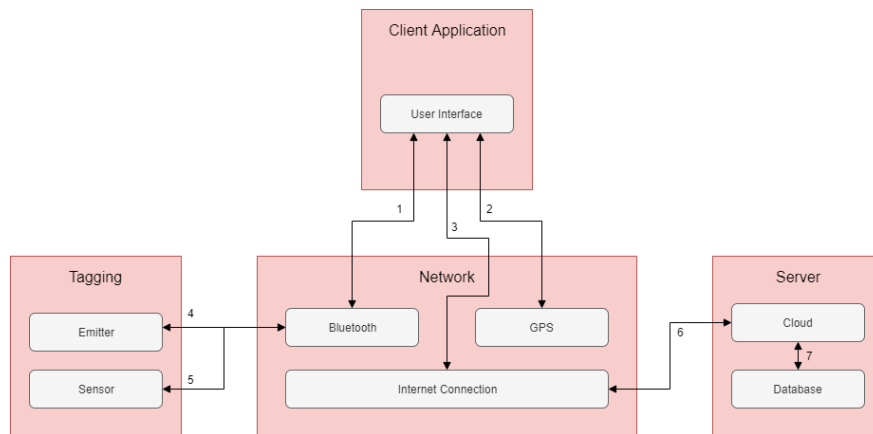 Client Application
User Interface
1
3
2
Tagging
Network
Server
Emitter
4
Bluetooth
GPS
6
Cloud
7
Sensor
5
Internet Connection
Database